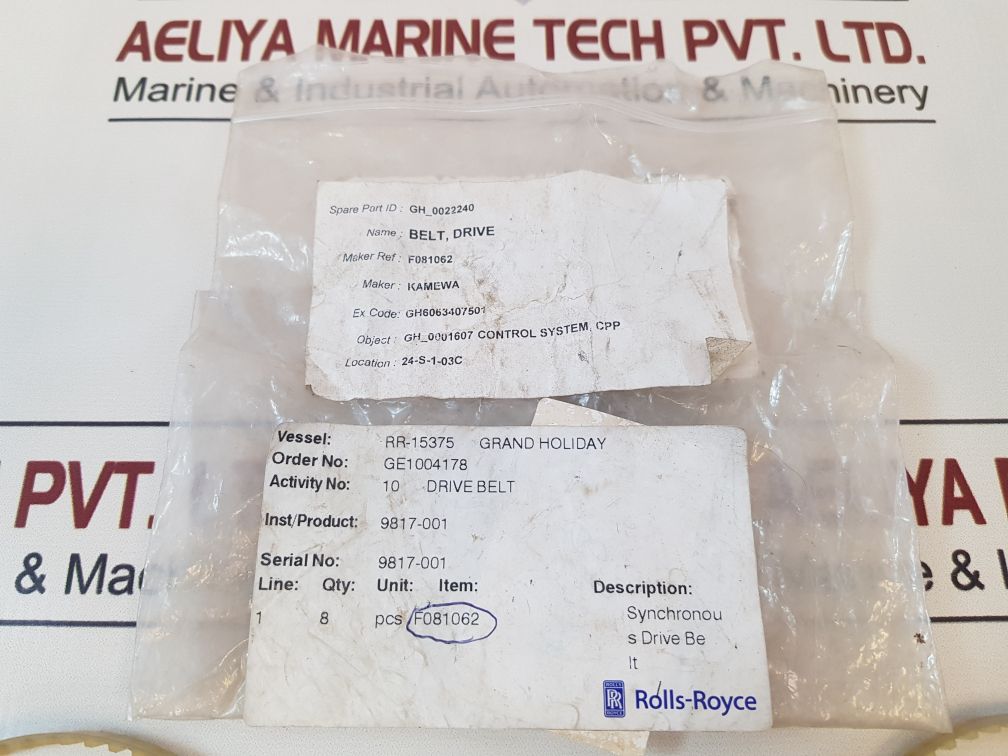 AELIYA MARINE TECH PVT. LTD.
Marine & Industrial Automation & Machinery
Spare Part ID : GH_0022240
Name : BELT, DRIVE
Maker Ref : F081062
Maker : KAMEWA
Ex Code: GH6063407501
Object : GH_0001607 CONTROL SYSTEM, CPP
Location : 24-S-1-03C
Vessel: RR-15375 GRAND HOLIDAY
Order No: GE1004178
Activity No: 10 DRIVE BELT
Inst/Product: 9817-001
Serial No: 9817-001
Line: Qty: Unit: Item: Description:
1 8 pcs F081062 Synchronou
s Drive Be
lt
ROLLS
RR
ROYCE
Rolls-Royce
PVT.
& Mac
YA
e &